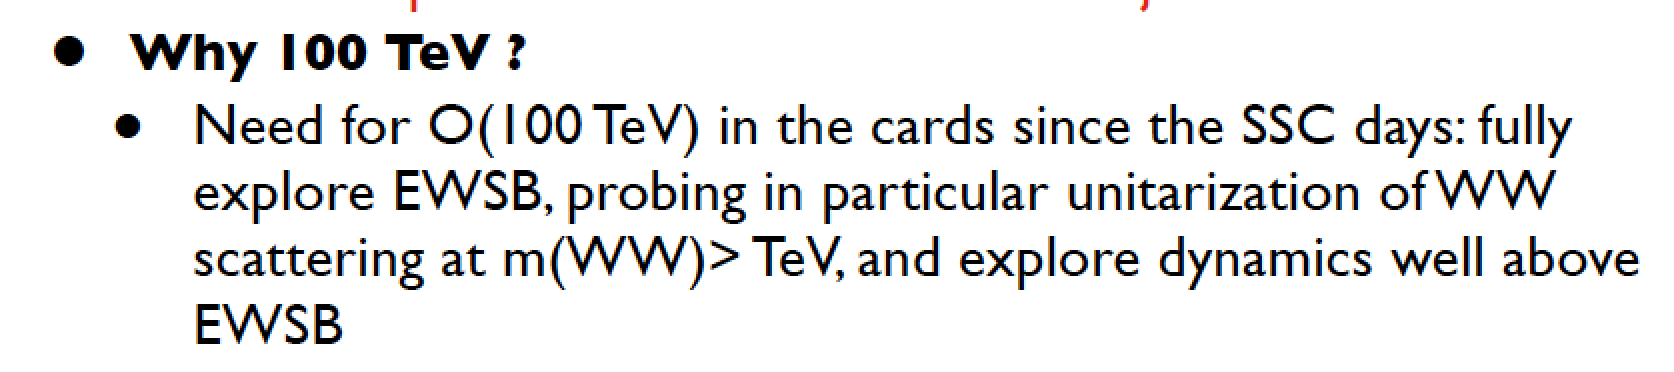 • Why 100 TeV ?
• Need for O(100 TeV) in the cards since the SSC days: fully
explore EWSB, probing in particular unitarization of WW
scattering at m(WW)> TeV, and explore dynamics well above
EWSB